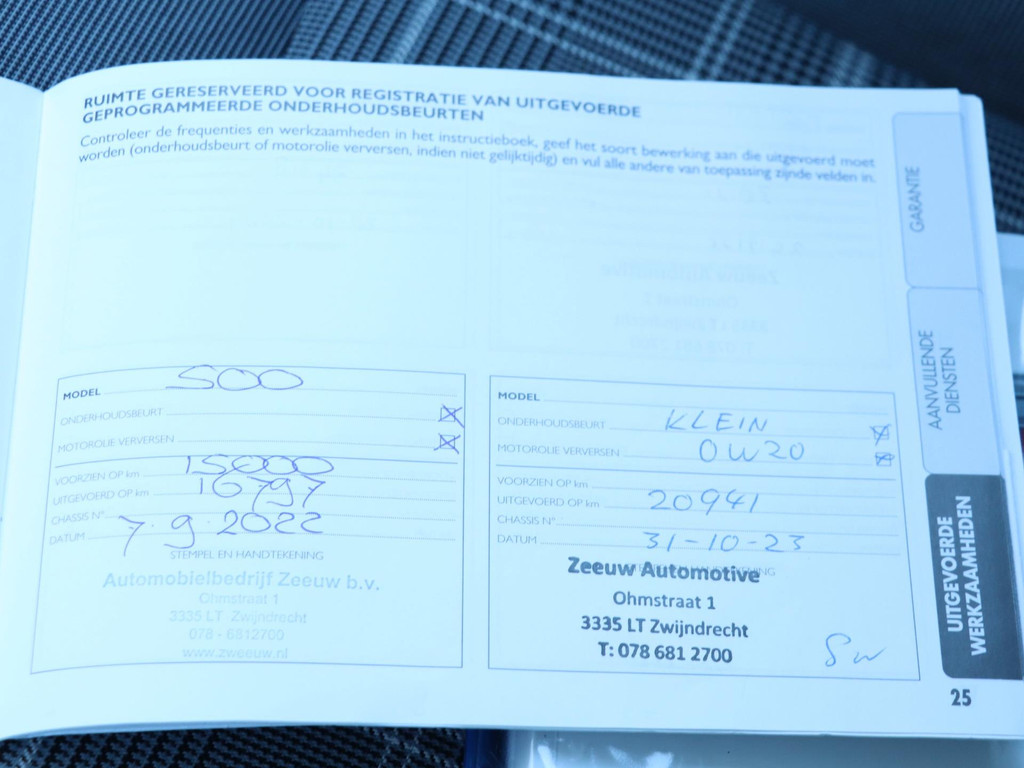 RUIMTE GERESERVEERD VOOR REGISTRATIE VAN UITGEVOERDE
GEPROGRAMMEERDE ONDERHOUDSBEURTEN
Controleer de frequenties en werkzaamheden in het instructieboek, geef het soort bewerking aan die uitgevoerd moet
worden (onderhoudsbeurt of motorolie verversen, indien niet gelijktijdig) en vul alle andere van toepassing zijnde velden in.
MODEL 500
ONDERHOUDSBEURT
MOTOROLIE VERVERSEN
VOORZIEN OP km 15000
UITGEVOERD OP km 16797
CHASSIS N°
DATUM 7.9.2022
STEMPEL EN HANDTEKENING
Automobielbedrijf Zeeuw b.v.
Ohmstraat 1
3335 LT Zwijndrecht
078 - 6812700
www.zweeuw.nl
MODEL
ONDERHOUDSBEURT KLEIN
MOTOROLIE VERVERSEN 0W20
VOORZIEN OP km
UITGEVOERD OP km 20941
CHASSIS N°
DATUM 31-10-23
Zeeuw Automotive
Ohmstraat 1
3335 LT Zwijndrecht
T: 078 681 2700
GARANTIE
AANVULLENDE
DIENSTEN
UITGEVOERDE
WERKZAAMHEDEN
25